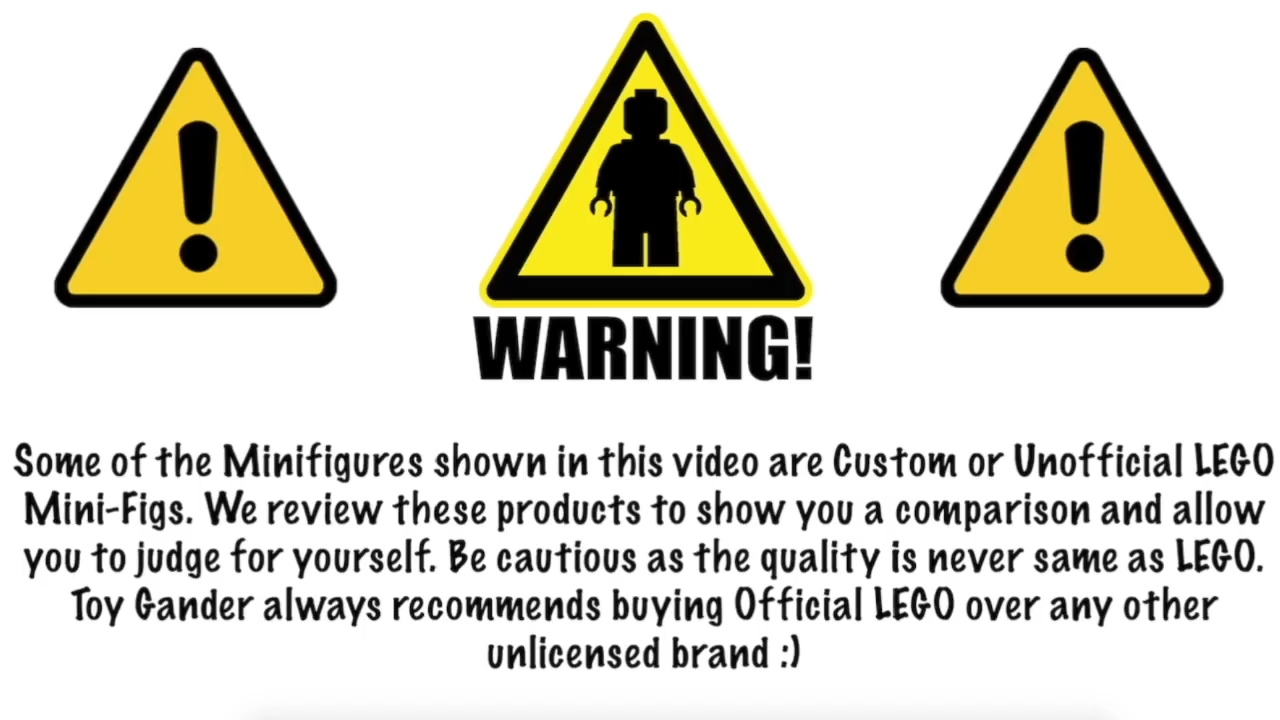 WARNING!
Some of the Minifigures shown in this video are Custom or Unofficial LEGO
Mini-Figs. We review these products to show you a comparison and allow
you to judge for yourself. Be cautious as the quality is never same as LEGO.
Toy Gander always recommends buying Official LEGO over any other
unlicensed brand :)